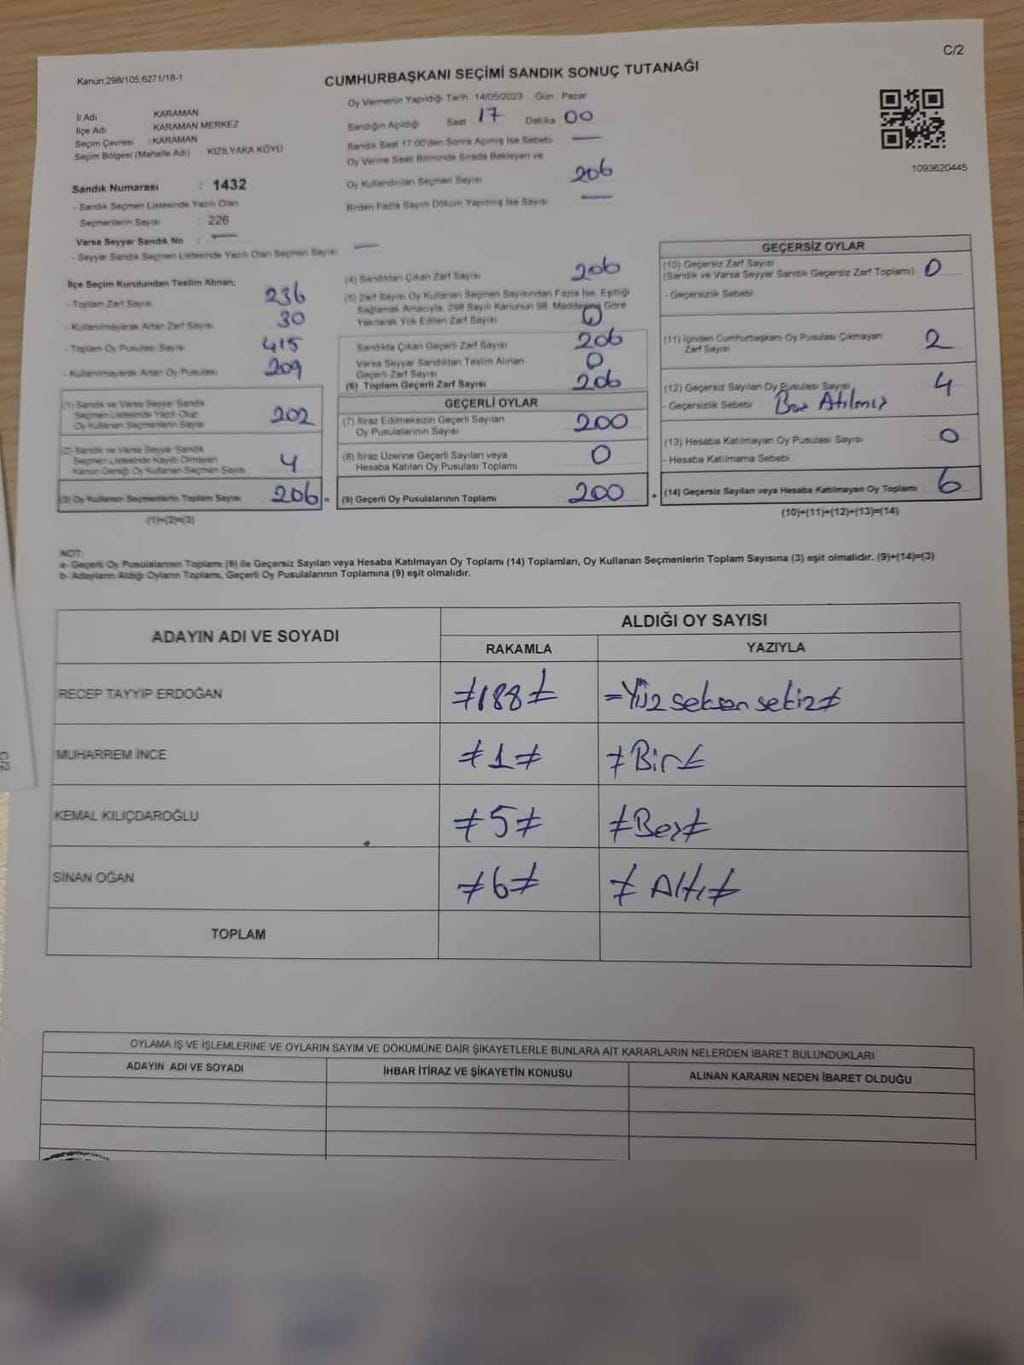 C/2
Kanun:298/105,6271/18-1
CUMHURBAŞKANI SEÇİMİ SANDIK SONUÇ TUTANAĞI
İl Adı KARAMAN
İlçe Adı KARAMAN MERKEZ
Seçim Çevresi : KARAMAN
Seçim Bölgesi (Mahalle Adı) KIZILYAKA KÖYÜ
Sandık Numarası : 1432
- Sandık Seçmen Listesinde Yazılı Olan
Seçmenlerin Sayısı : 226
Varsa Seyyar Sandık No : —
- Seyyar Sandık Seçmen Listesinde Yazılı Olan Seçmen Sayısı: —
Oy Vermenin Yapıldığı Tarih :14/05/2023 Gün : Pazar
Sandığın Açıldığı Saat 17 Dakika 00
Sandık Saat 17:00'den Sonra Açılmış İse Sebebi —
Oy Verme Saati Bitiminde Sırada Bekleyen ve
Oy Kullandırılan Seçmen Sayısı 206
Birden Fazla Sayım Döküm Yapılmış İse Sayısı —
1093620445
İlçe Seçim Kurulundan Teslim Alınan;
- Toplam Zarf Sayısı 236
- Kullanılmayarak Artan Zarf Sayısı 30
- Toplam Oy Pusulası Sayısı 415
- Kullanılmayarak Artan Oy Pusulası 209
(1) Sandık ve Varsa Seyyar Sandık
Seçmen Listesinde Yazılı Olup
Oy Kullanan Seçmenlerin Sayısı 202
(2) Sandık ve Varsa Seyyar Sandık
Seçmen Listesinde Kaydı Olmayan
Kanun Gereği Oy Kullanan Seçmen Sayısı 4
(3) Oy Kullanan Seçmenlerin Toplam Sayısı 206 =
(1)+(2)=(3)
(4) Sandıktan Çıkan Zarf Sayısı 206
(5) Zarf Sayısı Oy Kullanan Seçmen Sayısından Fazla İse, Eşitliği
Sağlamak Amacıyla, 298 Sayılı Kanunun 98. Maddesine Göre
Yakılarak Yok Edilen Zarf Sayısı 0
Sandıkta Çıkan Geçerli Zarf Sayısı 206
Varsa Seyyar Sandıktan Teslim Alınan
Geçerli Zarf Sayısı 0
(6) Toplam Geçerli Zarf Sayısı 206
GEÇERLİ OYLAR
(7) İtiraz Edilmeksizin Geçerli Sayılan
Oy Pusulalarının Sayısı 200
(8) İtiraz Üzerine Geçerli Sayılan veya
Hesaba Katılan Oy Pusulası Toplamı 0
(9) Geçerli Oy Pusulalarının Toplamı 200 +
GEÇERSİZ OYLAR
(10) Geçersiz Zarf Sayısı
(Sandık ve Varsa Seyyar Sandık Geçersiz Zarf Toplamı) 0
- Geçersizlik Sebebi
(11) İçinden Cumhurbaşkanı Oy Pusulası Çıkmayan
Zarf Sayısı 2
(12) Geçersiz Sayılan Oy Pusulası Sayısı 4
- Geçersizlik Sebebi Boş Atılmış
(13) Hesaba Katılmayan Oy Pusulası Sayısı 0
- Hesaba Katılmama Sebebi
(14) Geçersiz Sayılan veya Hesaba Katılmayan Oy Toplamı 6
(10)+(11)+(12)+(13)=(14)
NOT:
a- Geçerli Oy Pusulalarının Toplamı (9) ile Geçersiz Sayılan veya Hesaba Katılmayan Oy Toplamı (14) Toplamları, Oy Kullanan Seçmenlerin Toplam Sayısına (3) eşit olmalıdır. (9)+(14)=(3)
b- Adayların Aldığı Oyların Toplamı, Geçerli Oy Pusulalarının Toplamına (9) eşit olmalıdır.
ADAYIN ADI VE SOYADI
ALDIĞI OY SAYISI
RAKAMLA YAZIYLA
RECEP TAYYİP ERDOĞAN ≠188≠ =Yüz seksen sekiz≠
MUHARREM İNCE ≠1≠ ≠Bir≠
KEMAL KILIÇDAROĞLU ≠5≠ ≠Beş≠
SİNAN OĞAN ≠6≠ ≠Altı≠
TOPLAM
OYLAMA İŞ VE İŞLEMLERİNE VE OYLARIN SAYIM VE DÖKÜMÜNE DAİR ŞİKAYETLERLE BUNLARA AİT KARARLARIN NELERDEN İBARET BULUNDUKLARI
ADAYIN ADI VE SOYADI İHBAR İTİRAZ VE ŞİKAYETİN KONUSU ALINAN KARARIN NEDEN İBARET OLDUĞU